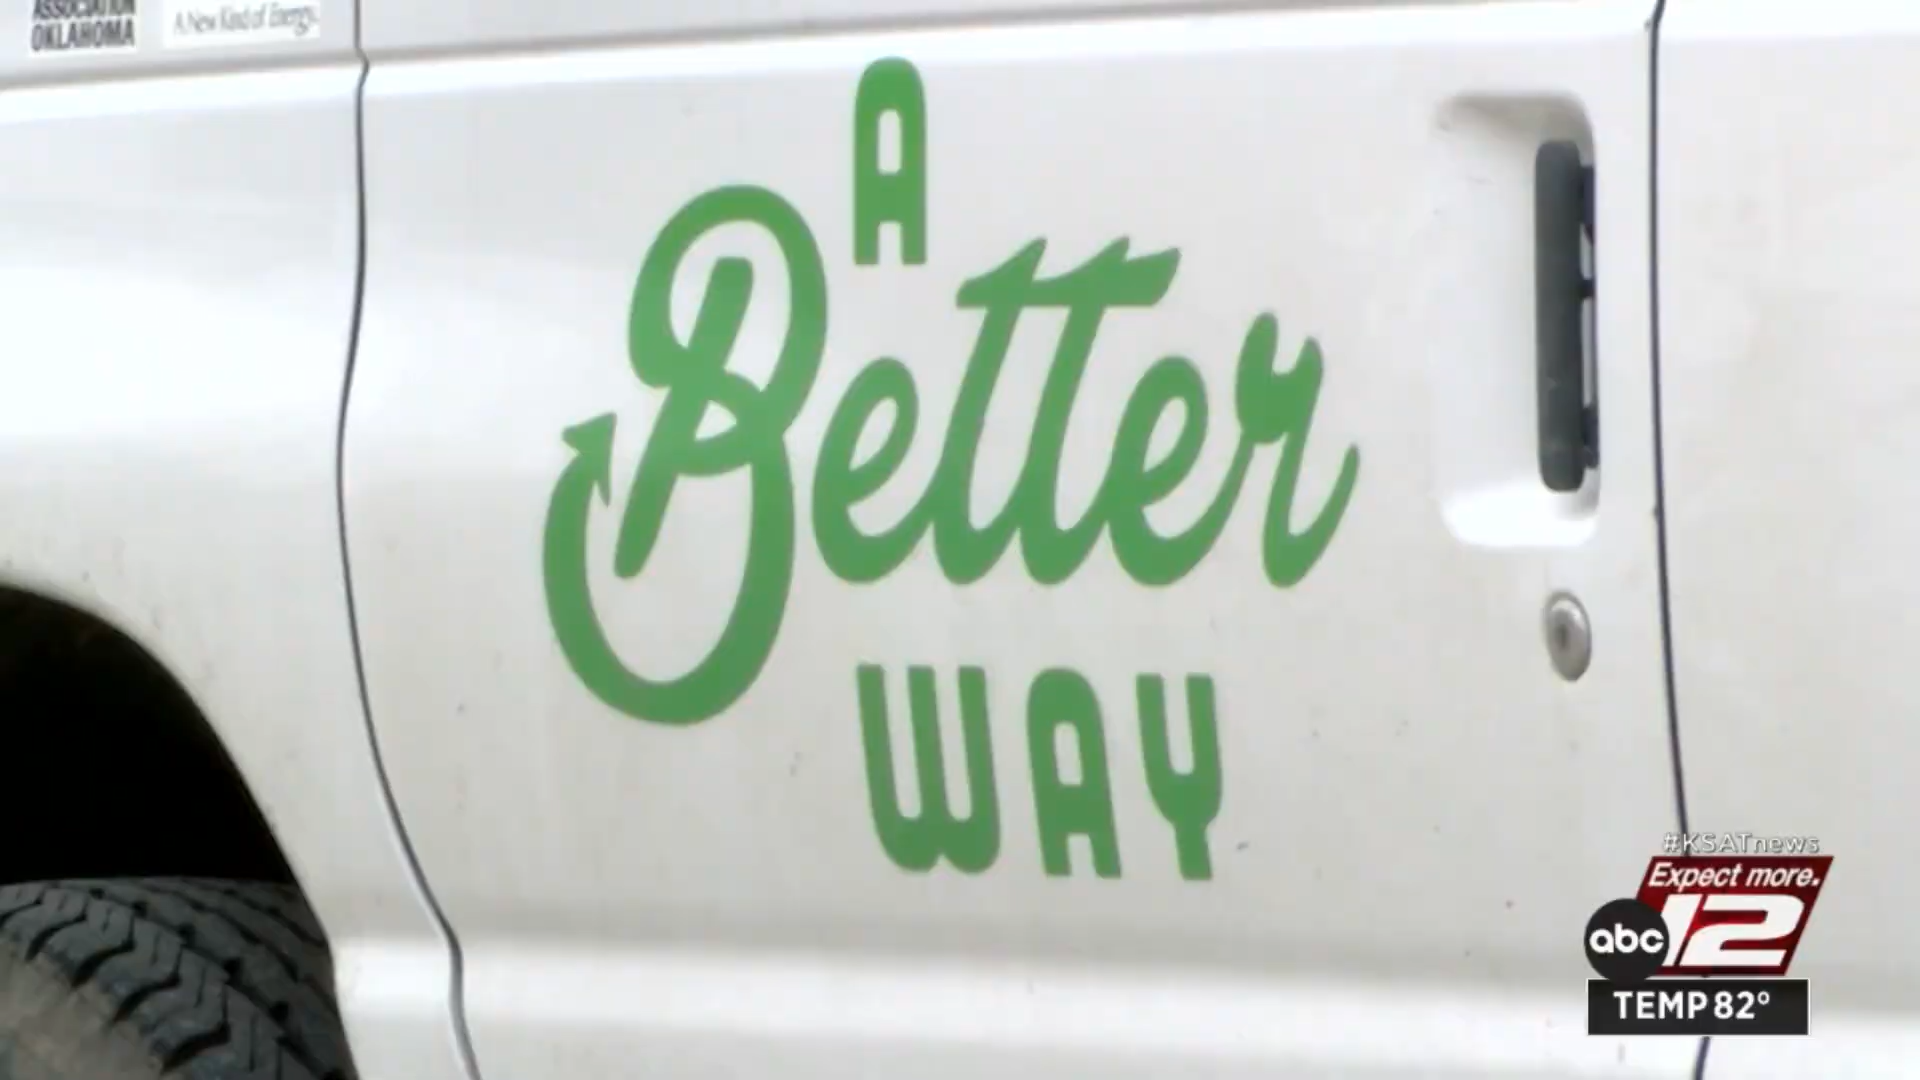 ASSOCIATION
OKLAHOMA
A New Kind of Energy.
A
Better
WAY
#KSATnews
Expect more.
abc 12
TEMP 82°